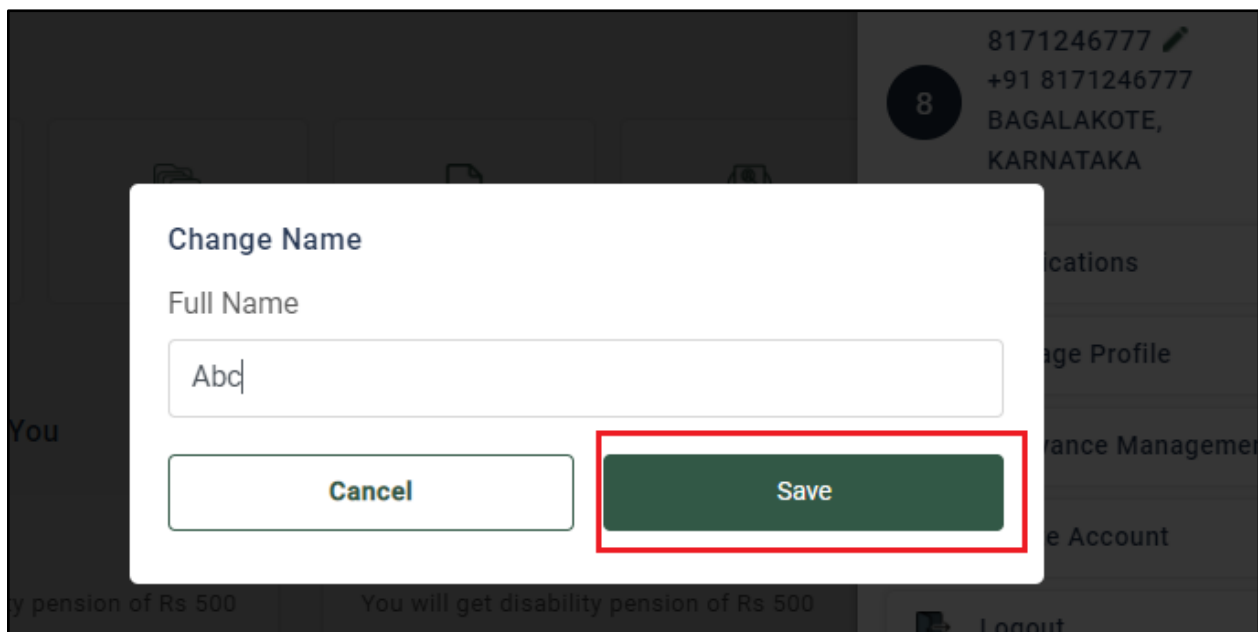 8171246777
+91 8171246777
8
BAGALAKOTE,
KARNATAKA
Change Name
Full Name
Abc
Cancel
Save
ications
age Profile
vance Managemen
e Account
Logout
You
y pension of Rs 500
You will get disability pension of Rs 500